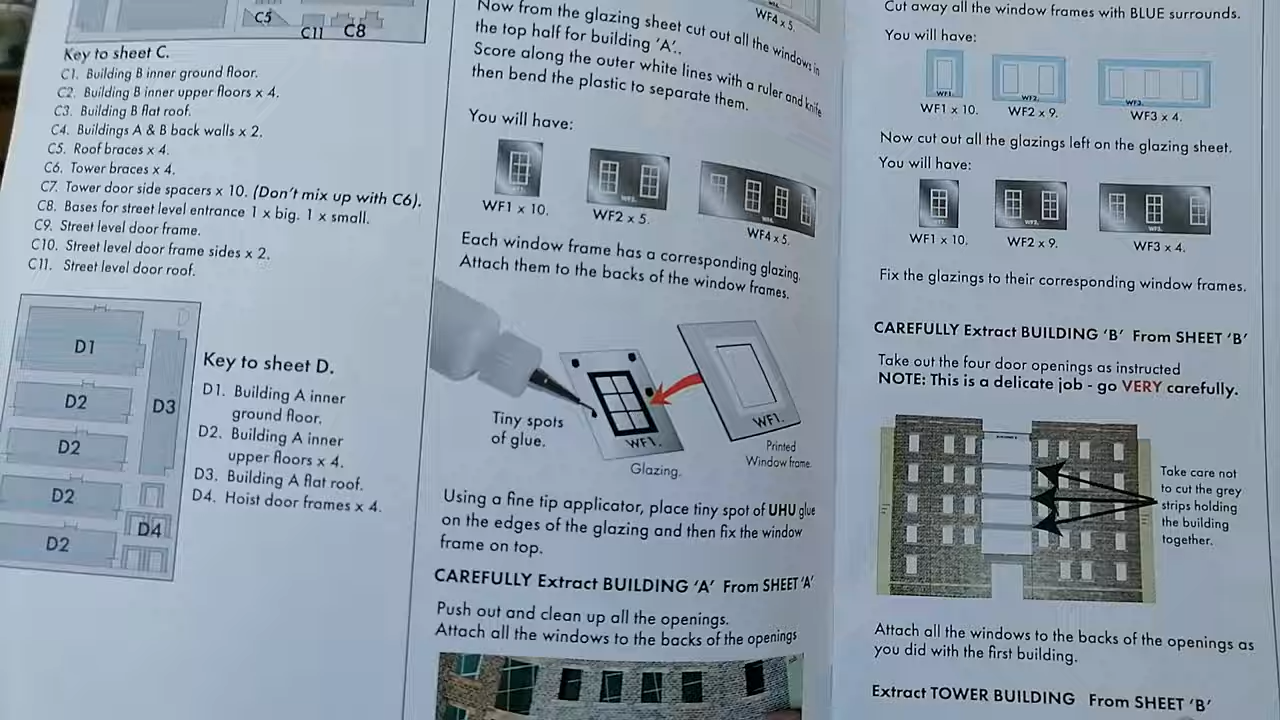 C5
C11
C8
Key to sheet C.
C1. Building B inner ground floor.
C2. Building B inner upper floors x 4.
C3. Building B flat roof.
C4. Buildings A & B back walls x 2.
C5. Roof braces x 4.
C6. Tower braces x 4.
C7. Tower door side spacers x 10. (Don't mix up with C6).
C8. Bases for street level entrance 1 x big. 1 x small.
C9. Street level door frame.
C10. Street level door frame sides x 2.
C11. Street level door roof.
D1
D2
D3
D2
D2
D4
D2
Key to sheet D.
D1. Building A inner
ground floor.
D2. Building A inner
upper floors x 4.
D3. Building A flat roof.
D4. Hoist door frames x 4.
WF4 x 5.
Now from the glazing sheet cut out all the windows in
the top half for building 'A'..
Score along the outer white lines with a ruler and knife
then bend the plastic to separate them.
You will have:
WF1 x 10.
WF2 x 5.
WF4 x 5.
Each window frame has a corresponding glazing.
Attach them to the backs of the window frames.
Tiny spots
of glue.
WF1.
Glazing.
WF1.
Printed
Window frame.
Using a fine tip applicator, place tiny spot of UHU glue
on the edges of the glazing and then fix the window
frame on top.
CAREFULLY Extract BUILDING 'A' From SHEET 'A'
Push out and clean up all the openings.
Attach all the windows to the backs of the openings
Cut away all the window frames with BLUE surrounds.
You will have:
WF1.
WF2.
WF3.
WF1 x 10.
WF2 x 9.
WF3 x 4.
Now cut out all the glazings left on the glazing sheet.
You will have:
WF1 x 10.
WF2 x 9.
WF3 x 4.
Fix the glazings to their corresponding window frames.
CAREFULLY Extract BUILDING 'B' From SHEET 'B'
Take out the four door openings as instructed
NOTE: This is a delicate job - go VERY carefully.
Take care not
to cut the grey
strips holding
the building
together.
Attach all the windows to the backs of the openings as
you did with the first building.
Extract TOWER BUILDING From SHEET 'B'